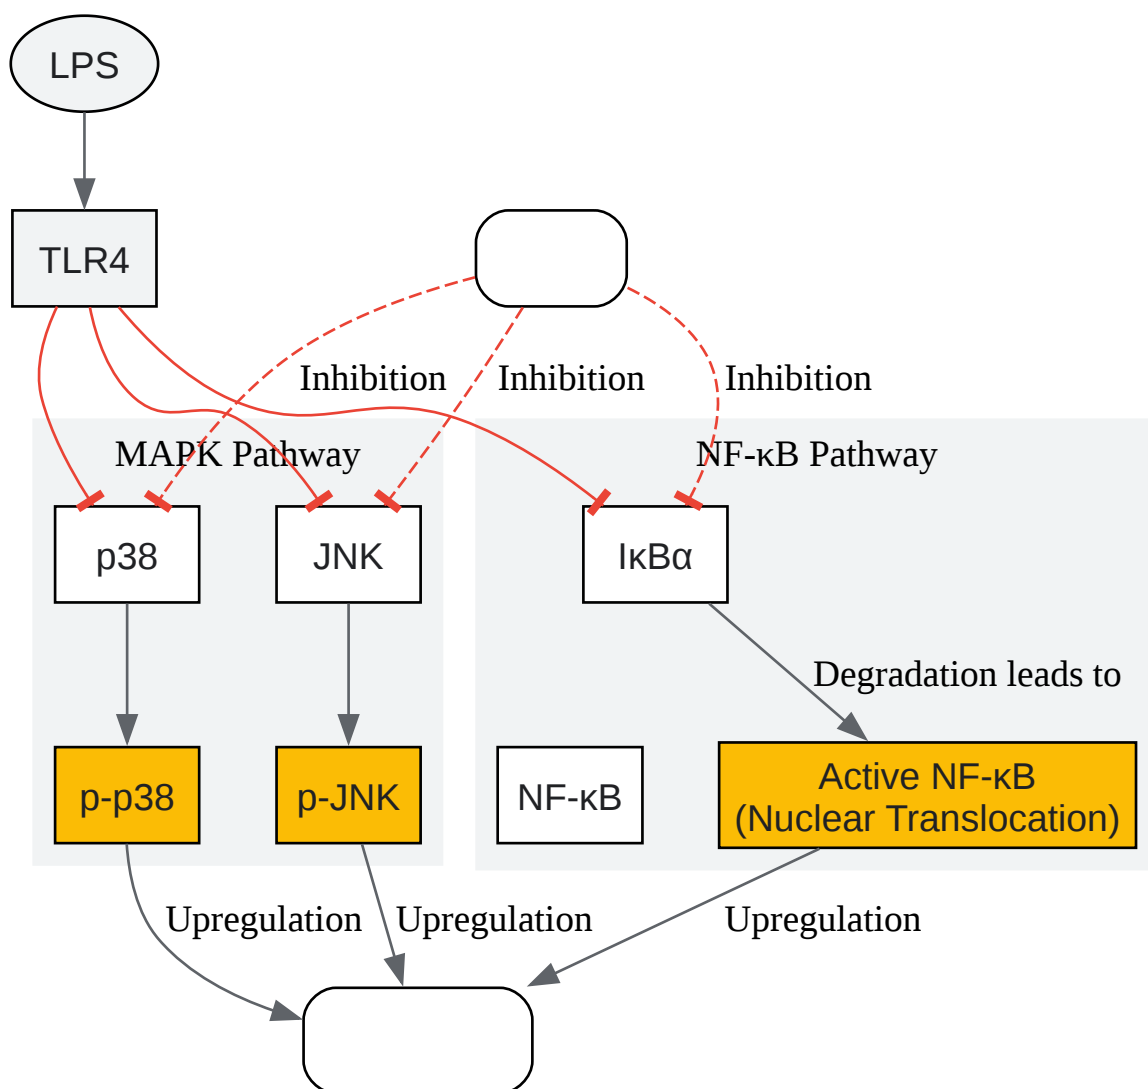 LPS
TLR4
Inhibition
Inhibition
Inhibition
MAPK Pathway
NF-κB Pathway
p38
JNK
IκBα
Degradation leads to
p-p38
p-JNK
NF-κB
Active NF-κB
(Nuclear Translocation)
Upregulation
Upregulation
Upregulation